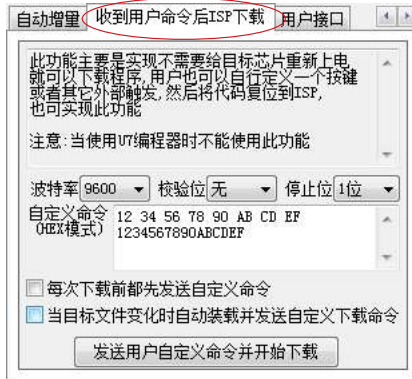 自动增量 收到用户命令后ISP下载 用户接口
此功能主要是实现不需要给目标芯片重新上电
就可以下载程序,用户也可以自行定义一个按键
或者其它外部触发,然后将代码复位到ISP,
也可实现此功能
注意:当使用U7编程器时不能使用此功能
波特率 9600 校验位 无 停止位 1位
自定义命令 12 34 56 78 90 AB CD EF
(HEX模式) 1234567890ABCDEF
每次下载前都先发送自定义命令
当目标文件变化时自动装载并发送自定义下载命令
发送用户自定义命令并开始下载